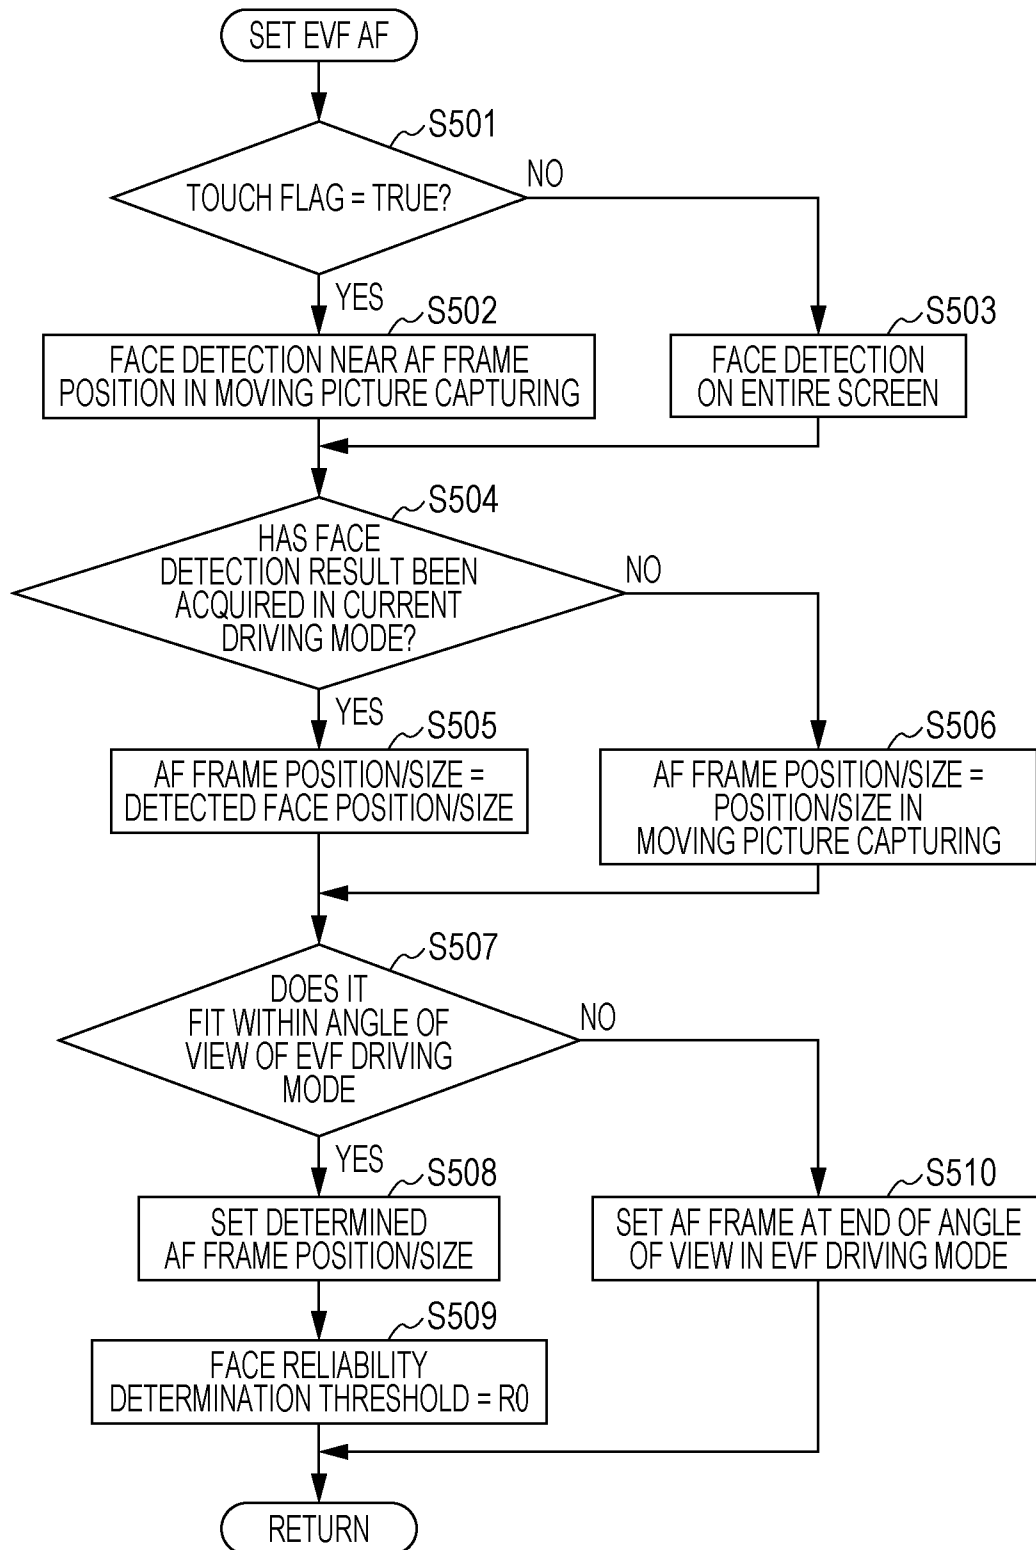 SET EVF AF
S501
TOUCH FLAG = TRUE?
NO
YES
S502
FACE DETECTION NEAR AF FRAME
POSITION IN MOVING PICTURE CAPTURING
S503
FACE DETECTION
ON ENTIRE SCREEN
S504
HAS FACE
DETECTION RESULT BEEN
ACQUIRED IN CURRENT
DRIVING MODE?
NO
YES
S505
AF FRAME POSITION/SIZE =
DETECTED FACE POSITION/SIZE
S506
AF FRAME POSITION/SIZE =
POSITION/SIZE IN
MOVING PICTURE CAPTURING
S507
DOES IT
FIT WITHIN ANGLE OF
VIEW OF EVF DRIVING
MODE
NO
YES
S508
SET DETERMINED
AF FRAME POSITION/SIZE
S510
SET AF FRAME AT END OF ANGLE
OF VIEW IN EVF DRIVING MODE
S509
FACE RELIABILITY
DETERMINATION THRESHOLD = R0
RETURN